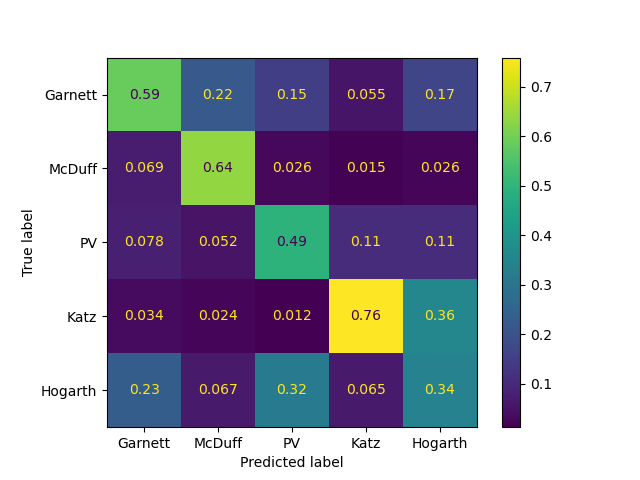 Garnett 0.59 0.22 0.15 0.055 0.17
McDuff 0.069 0.64 0.026 0.015 0.026
PV 0.078 0.052 0.49 0.11 0.11
Katz 0.034 0.024 0.012 0.76 0.36
Hogarth 0.23 0.067 0.32 0.065 0.34
Garnett McDuff PV Katz Hogarth
Predicted label
True label
0.7
0.6
0.5
0.4
0.3
0.2
0.1